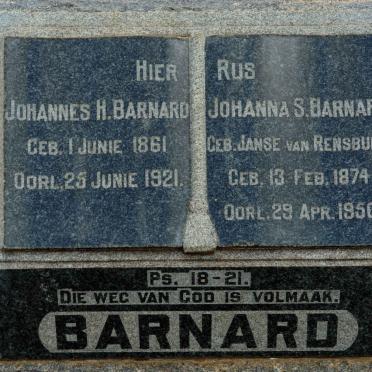 HIER RUS
JOHANNES H. BARNARD
GEB. 1 JUNIE 1861
OORL. 25 JUNIE 1921.
JOHANNA S. BARNAR
GEB. JANSE VAN RENSBU
GEB. 13 FEB. 1874
OORL. 29 APR. 195
PS. 18-21.
DIE WEG VAN GOD IS VOLMAAK.
BARNARD